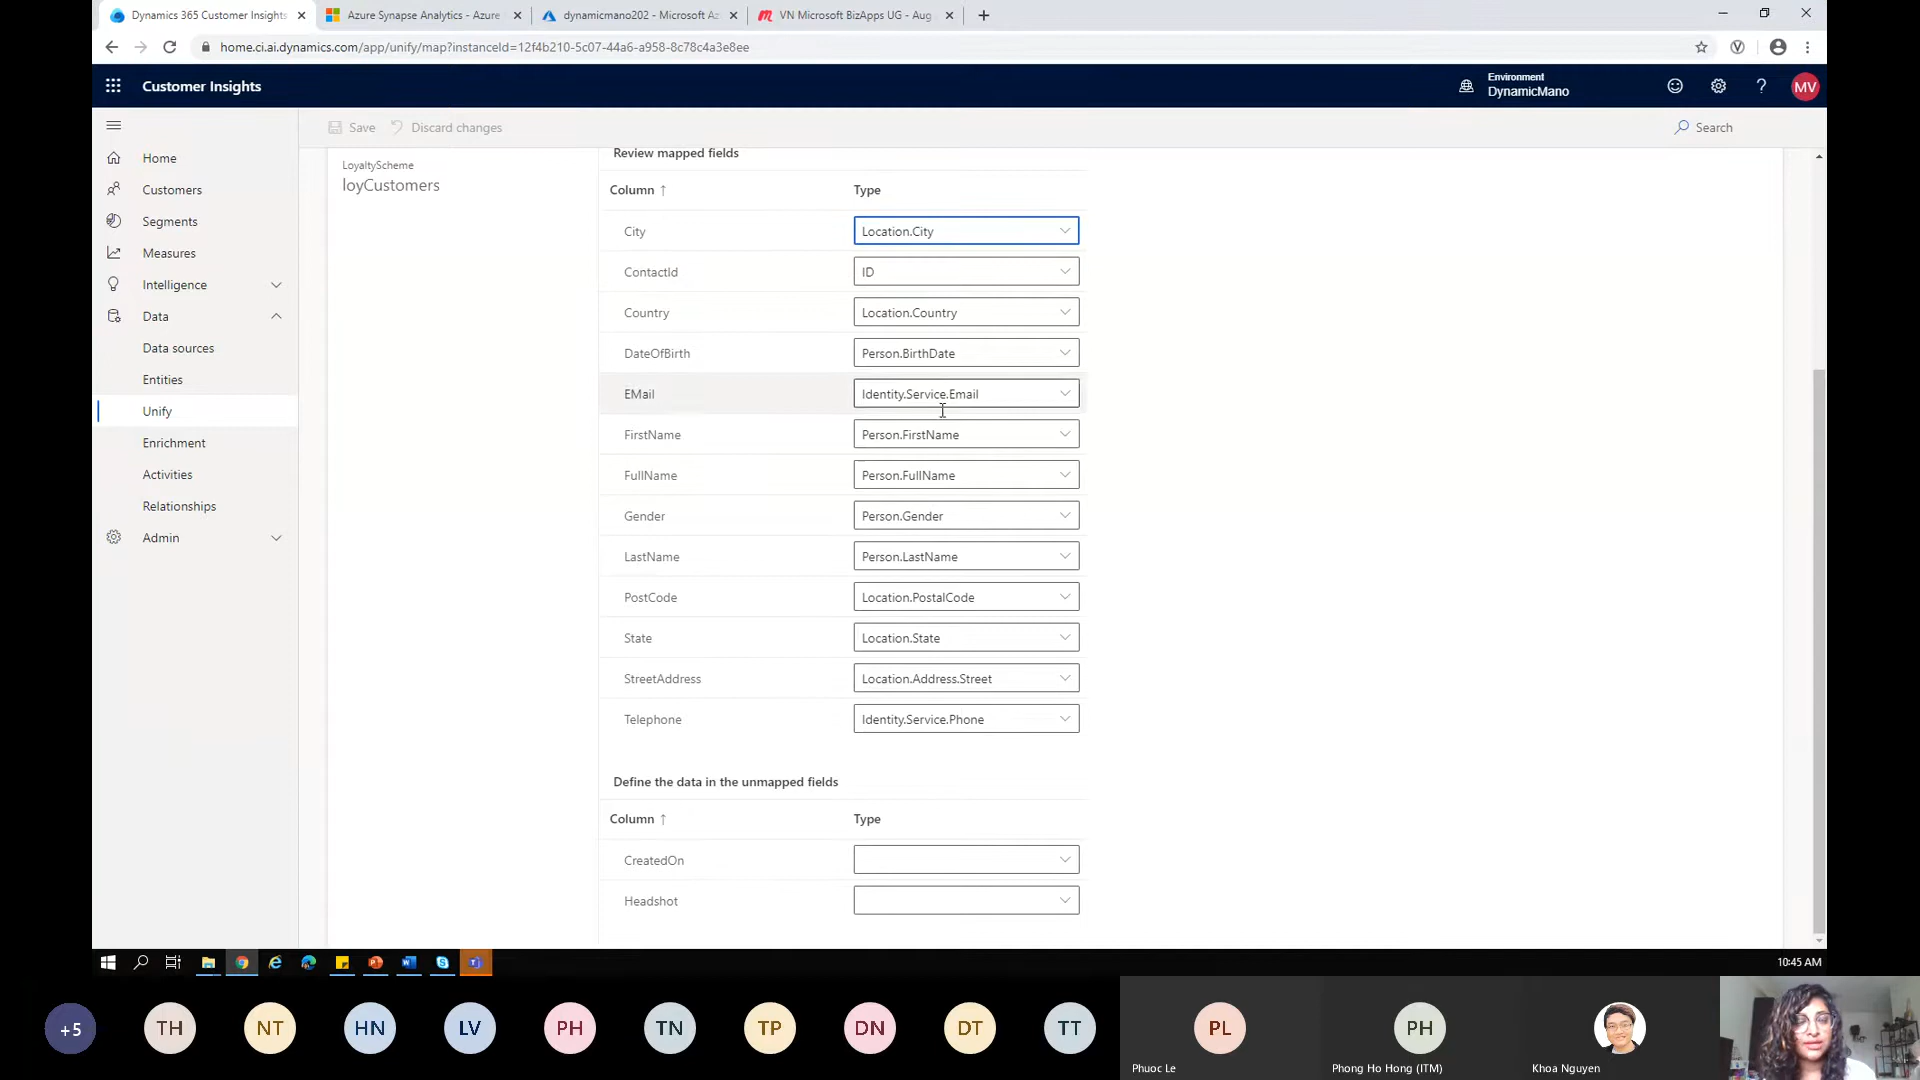 Dynamics 365 Customer Insights
Azure Synapse Analytics - Azure
dynamicmano202 - Microsoft Az
VN Microsoft BizApps UG - Aug
home.ci.ai.dynamics.com/app/unify/map?instanceId=12f4b210-5c07-44a6-a958-8c78c4a3e8ee
Customer Insights
Environment
DynamicMano
MV
Save
Discard changes
Search
Home
Customers
Segments
Measures
Intelligence
Data
Data sources
Entities
Unify
Enrichment
Activities
Relationships
Admin
LoyaltyScheme
loyCustomers
Review mapped fields
Column ↑ Type
City Location.City
ContactId ID
Country Location.Country
DateOfBirth Person.BirthDate
EMail Identity.Service.Email
FirstName Person.FirstName
FullName Person.FullName
Gender Person.Gender
LastName Person.LastName
PostCode Location.PostalCode
State Location.State
StreetAddress Location.Address.Street
Telephone Identity.Service.Phone
Define the data in the unmapped fields
Column ↑ Type
CreatedOn
Headshot
10:45 AM
+5 TH NT HN LV PH TN TP DN DT TT PL PH
Phuoc Le
Phong Ho Hong (ITM)
Khoa Nguyen